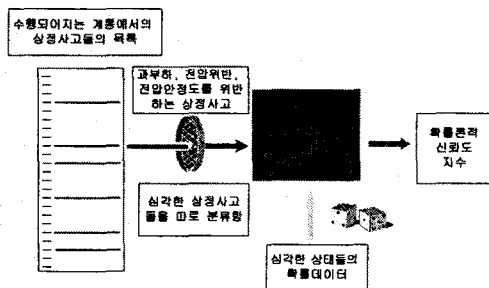 수행되어지는 계통에서의
상정사고들의 목록
과부하, 전압위반,
전압안정도를 위반
하는 상정사고
심각한 상정사고
들을 따로 분류함
확률론적
신뢰도
지수
심각한 상태들의
확률데이터